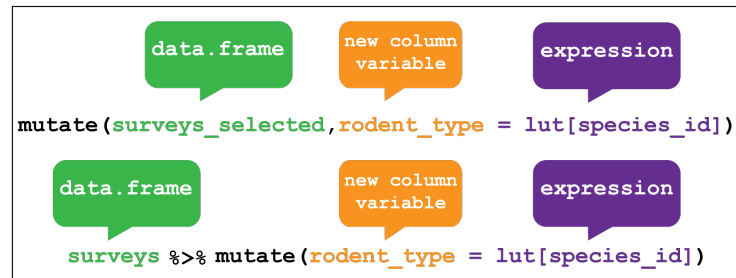 data.frame
new column
variable
expression
mutate(surveys_selected,rodent_type = lut[species_id])
data.frame
new column
variable
expression
surveys %>% mutate(rodent_type = lut[species_id])